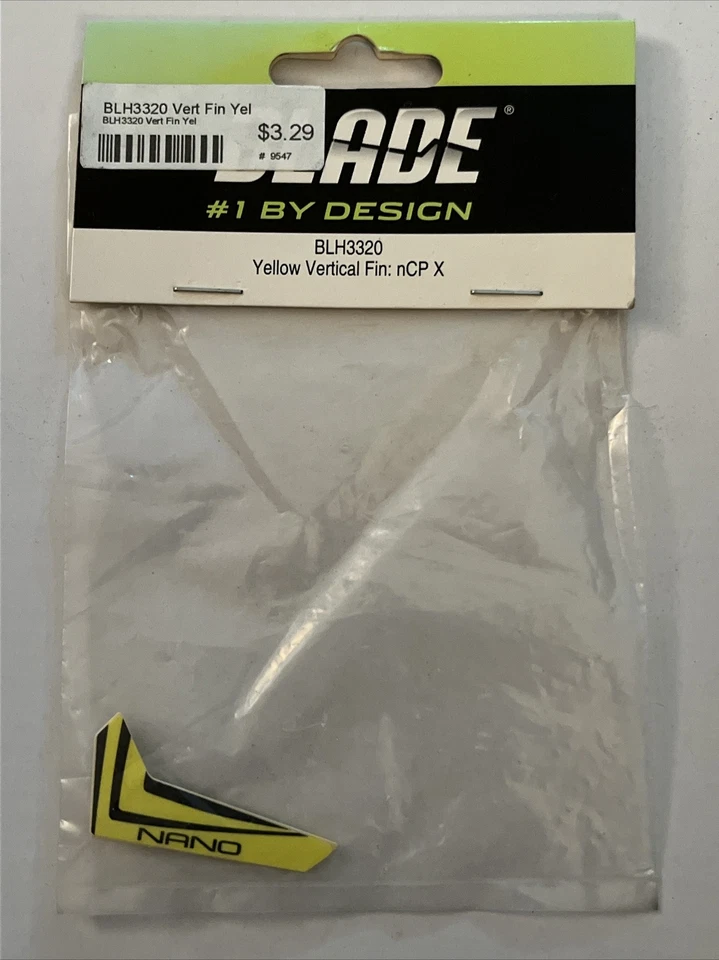 BLH3320 Vert Fin Yel
BLH3320 Vert Fin Yel
$3.29
# 9547
BLADE®
#1 BY DESIGN
BLH3320
Yellow Vertical Fin: nCP X
NANO